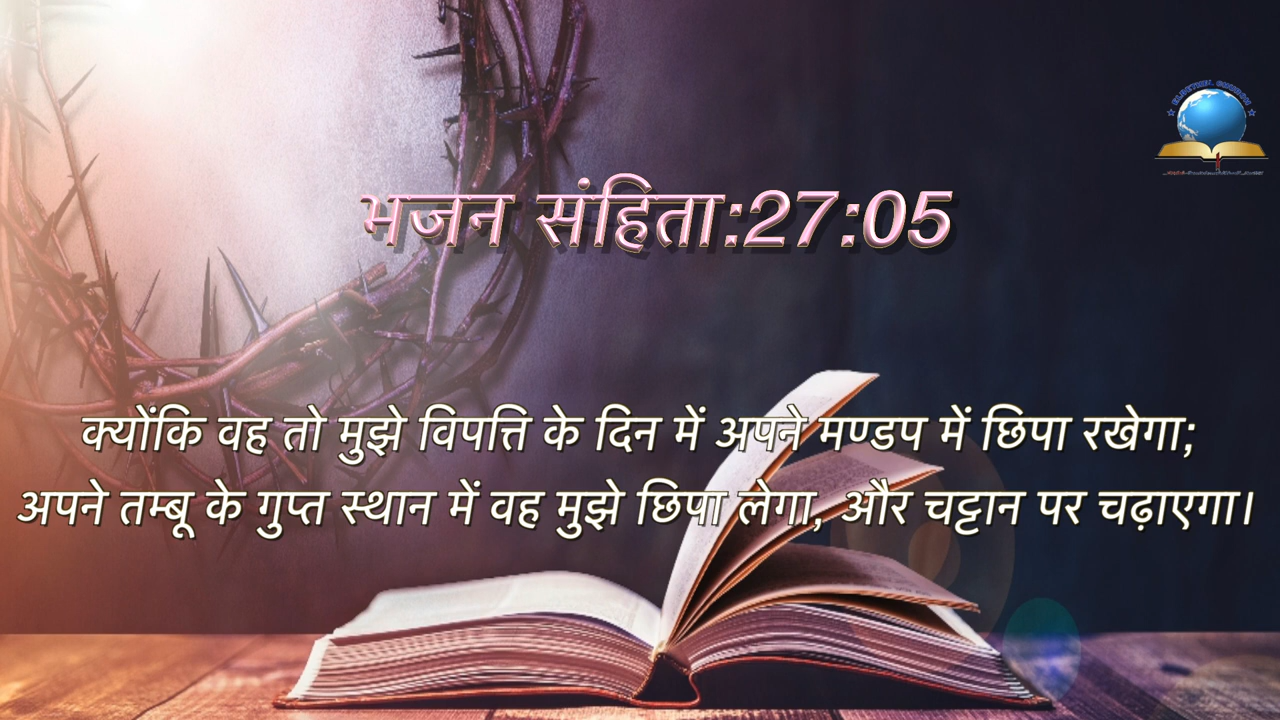 भजन संहिता:27:05
क्योंकि वह तो मुझे विपत्ति के दिन में अपने मण्डप में छिपा रखेगा;
अपने तम्बू के गुप्त स्थान में वह मुझे छिपा लेगा, और चट्टान पर चढ़ाएगा।